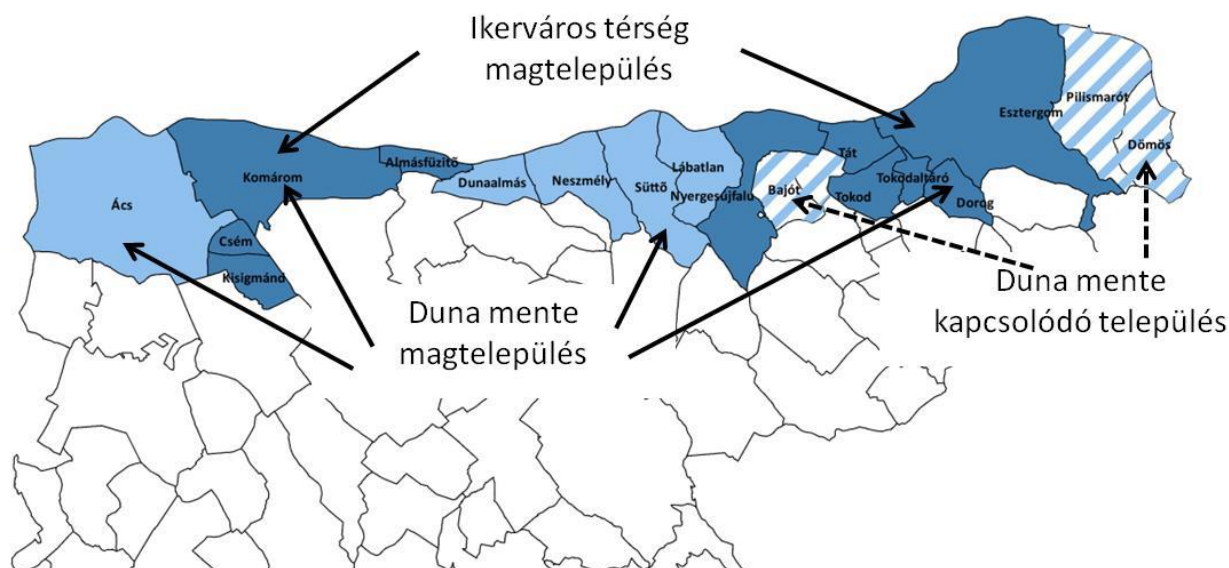 Ikerváros térség
magtelepülés
Esztergom
Pilismarót
Dömös
Komárom
Almásfüzitő
Dunaalmás
Neszmély
Süttő
Lábatlan
Nyergesújfalu
Bajót
Tát
Tokod
Tokodaltáró
Dorog
Ács
Csém
Kisigmánd
Duna mente
magtelepülés
Duna mente
kapcsolódó település